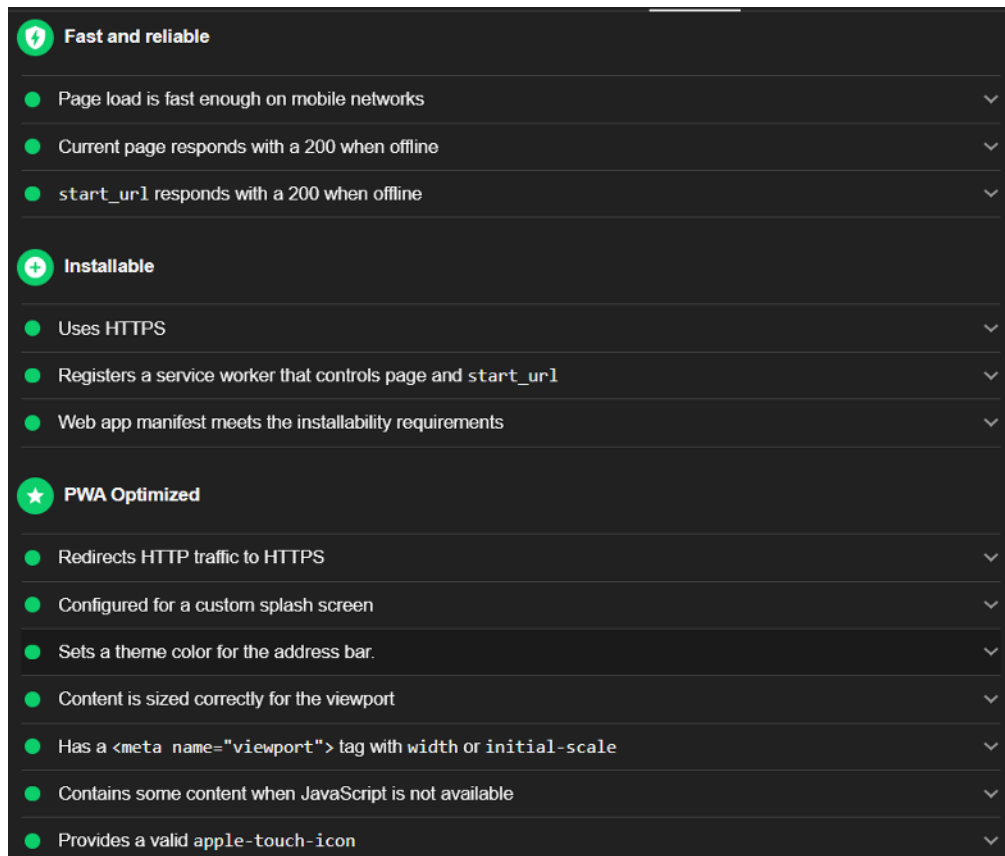 Fast and reliable
Page load is fast enough on mobile networks
Current page responds with a 200 when offline
start_url responds with a 200 when offline
Installable
Uses HTTPS
Registers a service worker that controls page and start_url
Web app manifest meets the installability requirements
PWA Optimized
Redirects HTTP traffic to HTTPS
Configured for a custom splash screen
Sets a theme color for the address bar.
Content is sized correctly for the viewport
Has a <meta name="viewport"> tag with width or initial-scale
Contains some content when JavaScript is not available
Provides a valid apple-touch-icon